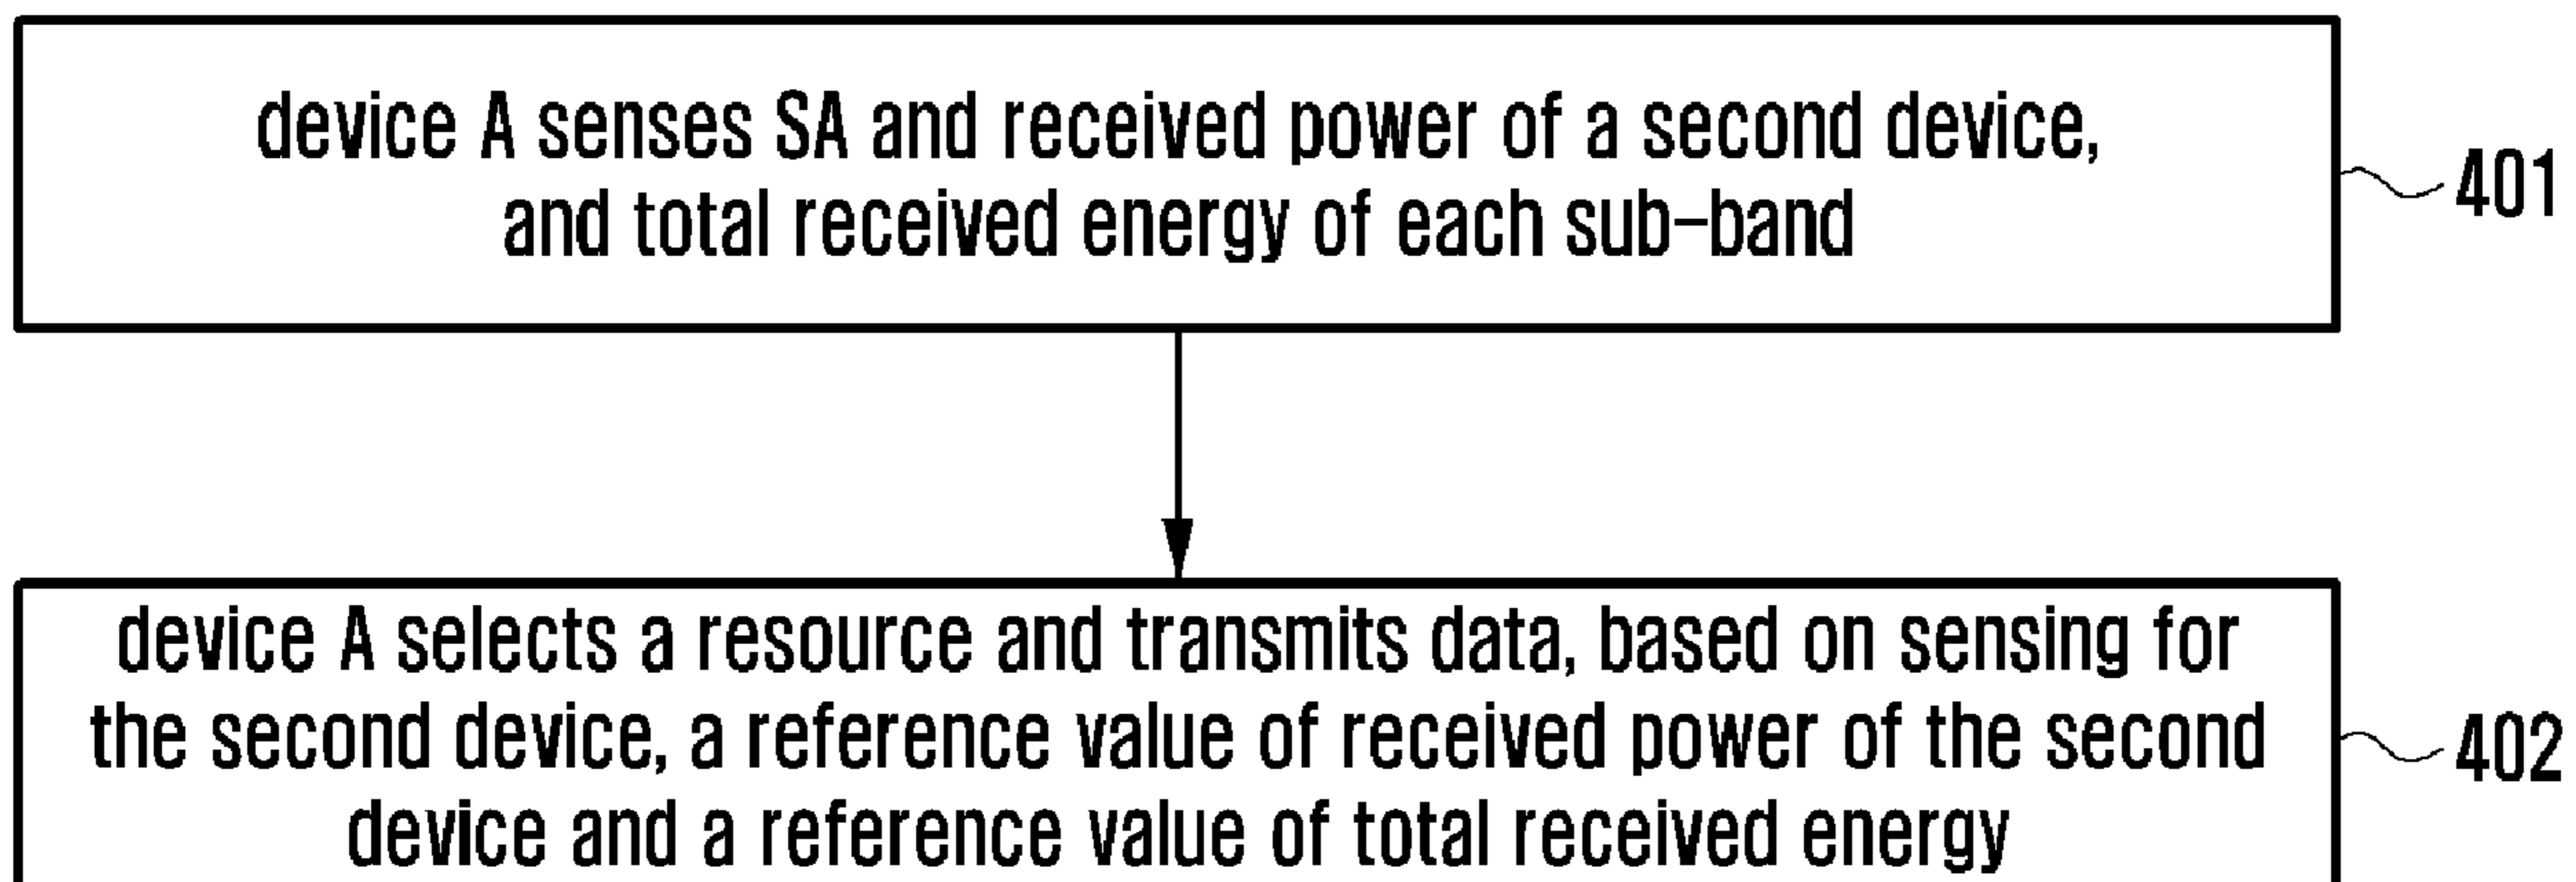 device A senses SA and received power of a second device,
and total received energy of each sub-band
401
device A selects a resource and transmits data, based on sensing for
the second device, a reference value of received power of the second
device and a reference value of total received energy
402